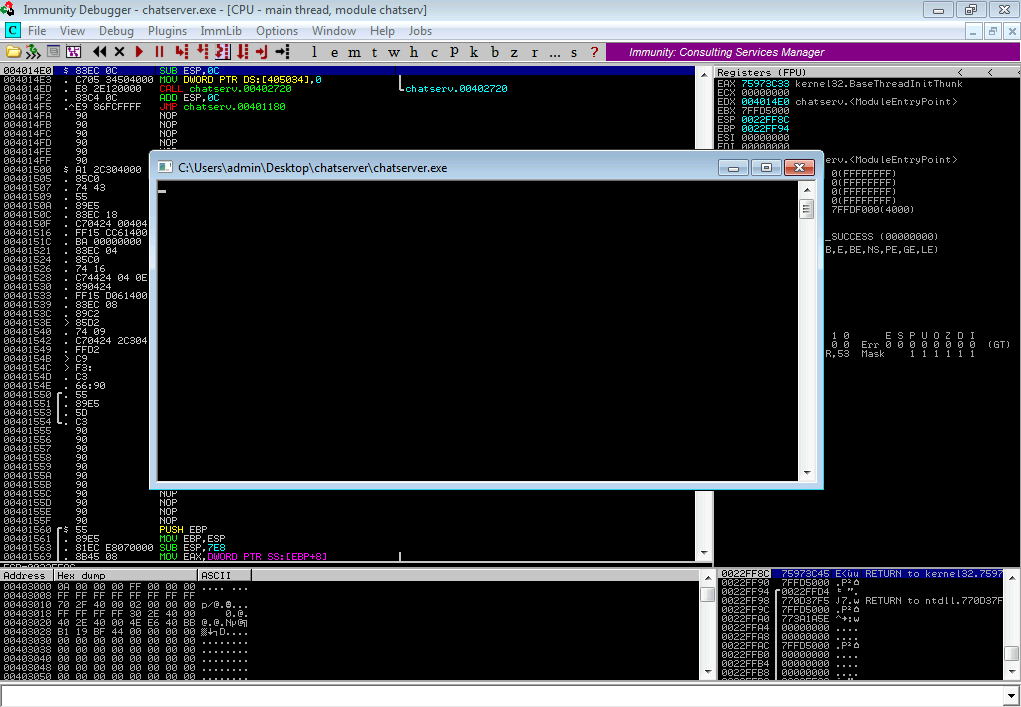 Immunity Debugger - chatserver.exe - [CPU - main thread, module chatserv]
C File View Debug Plugins ImmLib Options Window Help Jobs
l e m t w h c p k b z r ... s ? Immunity: Consulting Services Manager
004014E0 $ 83EC 0C SUB ESP,0C
004014E3 . C705 34504000 MOV DWORD PTR DS:[405034],0
004014ED . E8 2E120000 CALL chatserv.00402720 chatserv.00402720
004014F2 . 83C4 0C ADD ESP,0C
004014F5 .^E9 86FCFFFF JMP chatserv.00401180
004014FA 90 NOP
004014FB 90 NOP
004014FC 90 NOP
004014FD 90 NOP
004014FE 90 NOP
004014FF 90
00401500 $ A1 2C304000
00401505 . 85C0
00401507 . 74 43
00401509 . 55
0040150A . 89E5
0040150C . 83EC 18
0040150F . C70424 00404
00401516 . FF15 CC61400
0040151C . BA 00000000
00401521 . 83EC 04
00401524 . 85C0
00401526 . 74 16
00401528 . C74424 04 0E
00401530 . 890424
00401533 . FF15 D061400
00401539 . 83EC 08
0040153C . 89C2
0040153E > 85D2
00401540 . 74 09
00401542 . C70424 2C304
00401549 . FFD2
0040154B > C9
0040154C > F3:
0040154D . C3
0040154E . 66:90
00401550 . 55
00401551 . 89E5
00401553 . 5D
00401554 . C3
00401555 90
00401556 90
00401557 90
00401558 90
00401559 90
0040155A 90
0040155B 90
0040155C 90 NOP
0040155D 90 NOP
0040155E 90 NOP
0040155F 90 NOP
00401560 $ 55 PUSH EBP
00401561 . 89E5 MOV EBP,ESP
00401563 . 81EC E8070000 SUB ESP,7E8
00401569 . 8B45 08 MOV EAX,DWORD PTR SS:[EBP+8]
Registers (FPU) < <
EAX 75973C33 kernel32.BaseThreadInitThunk
ECX 00000000
EDX 004014E0 chatserv.<ModuleEntryPoint>
EBX 7FFD5000
ESP 0022FF8C
EBP 0022FF94
ESI 00000000
EDI 00000000
erv.<ModuleEntryPoint>
0(FFFFFFFF)
0(FFFFFFFF)
0(FFFFFFFF)
0(FFFFFFFF)
7FFDF000(4000)
_SUCCESS (00000000)
B,E,BE,NS,PE,GE,LE)
1 0 E S P U O Z D I
0 0 Err 0 0 0 0 0 0 0 0 (GT)
R,53 Mask 1 1 1 1 1 1
C:\Users\admin\Desktop\chatserver\chatserver.exe
Address Hex dump ASCII
00403000 0A 00 00 00 FF 00 00 00
00403008 FF FF FF FF 00 00 00 00
00403010 70 2F 40 00 02 00 00 00
00403018 FF FF FF FF 30 2E 40 00
00403020 40 2E 40 00 4E E6 40 BB
00403028 B1 19 BF 44 00 00 00 00
00403030 00 00 00 00 00 00 00 00
00403038 00 00 00 00 00 00 00 00
00403040 00 00 00 00 00 00 00 00
00403048 00 00 00 00 00 00 00 00
00403050 00 00 00 00 00 00 00 00
0022FF8C 75973C45 E<ùu RETURN to kernel32.7597
0022FF90 7FFD5000
0022FF94 0022FFD4
0022FF98 770D37F5 RETURN to ntdll.770D37F
0022FF9C 7FFD5000
0022FFA0 773A1A5E
0022FFA4 00000000 ....
0022FFA8 00000000 ....
0022FFAC 7FFD5000
0022FFB0 00000000 ....
0022FFB4 00000000 ....
0022FFB8 00000000 ....